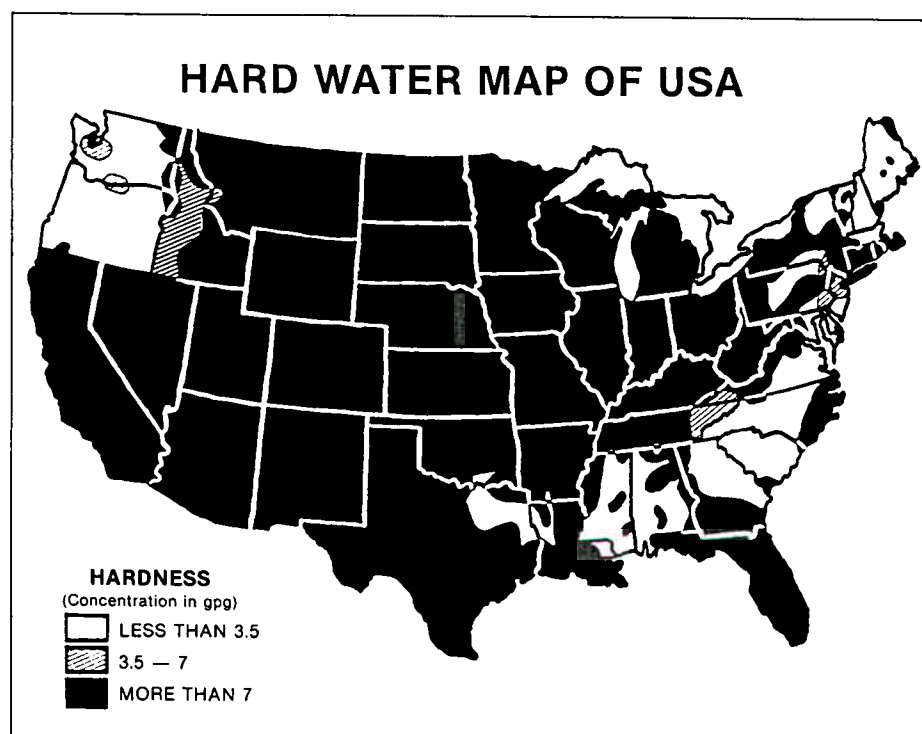 HARD WATER MAP OF USA
HARDNESS
(Concentration in gpg)
LESS THAN 3.5
3.5 — 7
MORE THAN 7